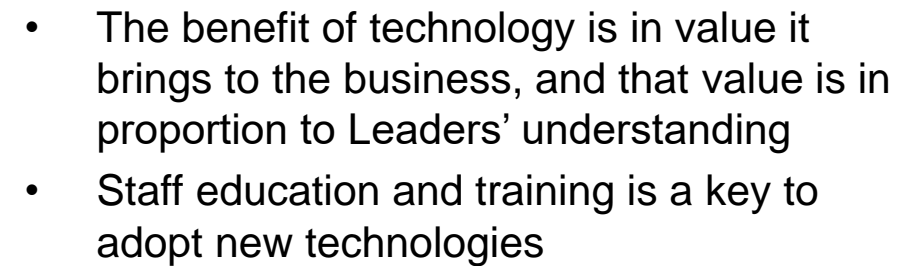 • The benefit of technology is in value it
brings to the business, and that value is in
proportion to Leaders’ understanding
• Staff education and training is a key to
adopt new technologies